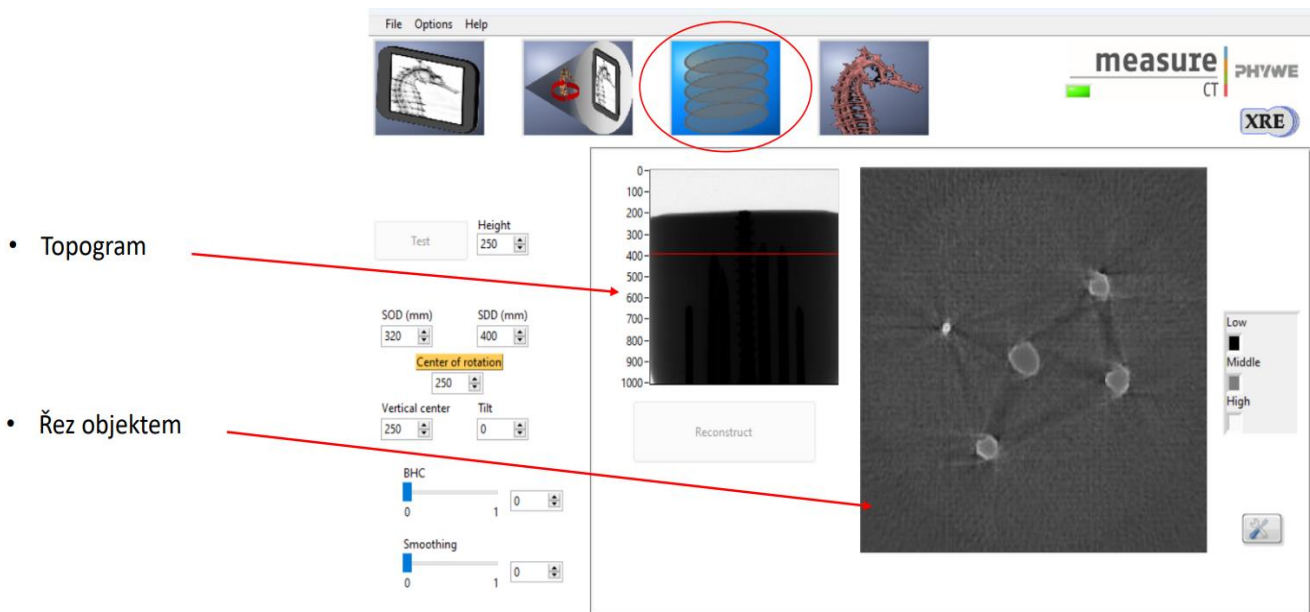 File Options Help
measure
CT
PHYWE
XRE
• Topogram
• Řez objektem
Test
Height
250
SOD (mm)
SDD (mm)
320
400
Center of rotation
250
Vertical center
Tilt
250
0
BHC
0
0 1
Smoothing
0
0 1
0
100
200
300
400
500
600
700
800
900
1000
Reconstruct
Low
Middle
High